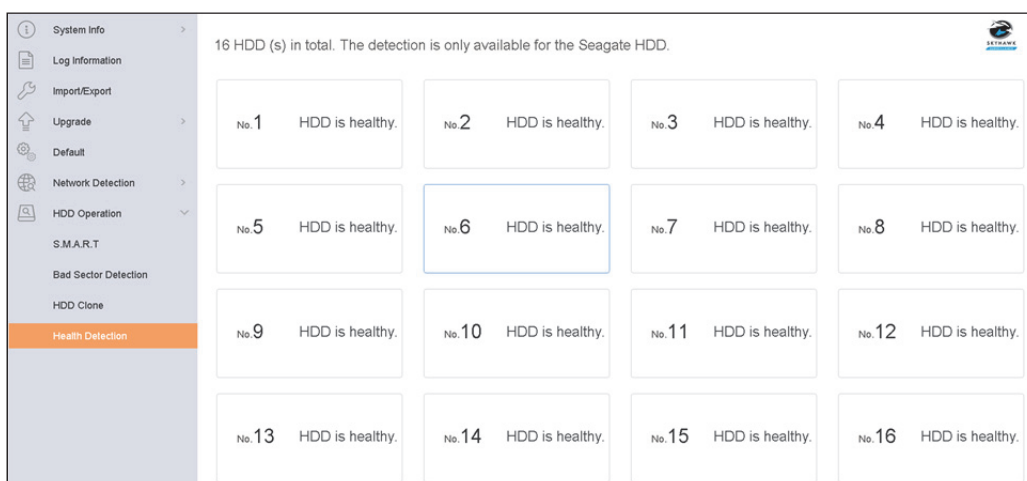 System Info
Log Information
Import/Export
Upgrade
Default
Network Detection
HDD Operation
S.M.A.R.T
Bad Sector Detection
HDD Clone
Health Detection
16 HDD (s) in total. The detection is only available for the Seagate HDD.
SKYHAWK
No.1 HDD is healthy.
No.2 HDD is healthy.
No.3 HDD is healthy.
No.4 HDD is healthy.
No.5 HDD is healthy.
No.6 HDD is healthy.
No.7 HDD is healthy.
No.8 HDD is healthy.
No.9 HDD is healthy.
No.10 HDD is healthy.
No.11 HDD is healthy.
No.12 HDD is healthy.
No.13 HDD is healthy.
No.14 HDD is healthy.
No.15 HDD is healthy.
No.16 HDD is healthy.